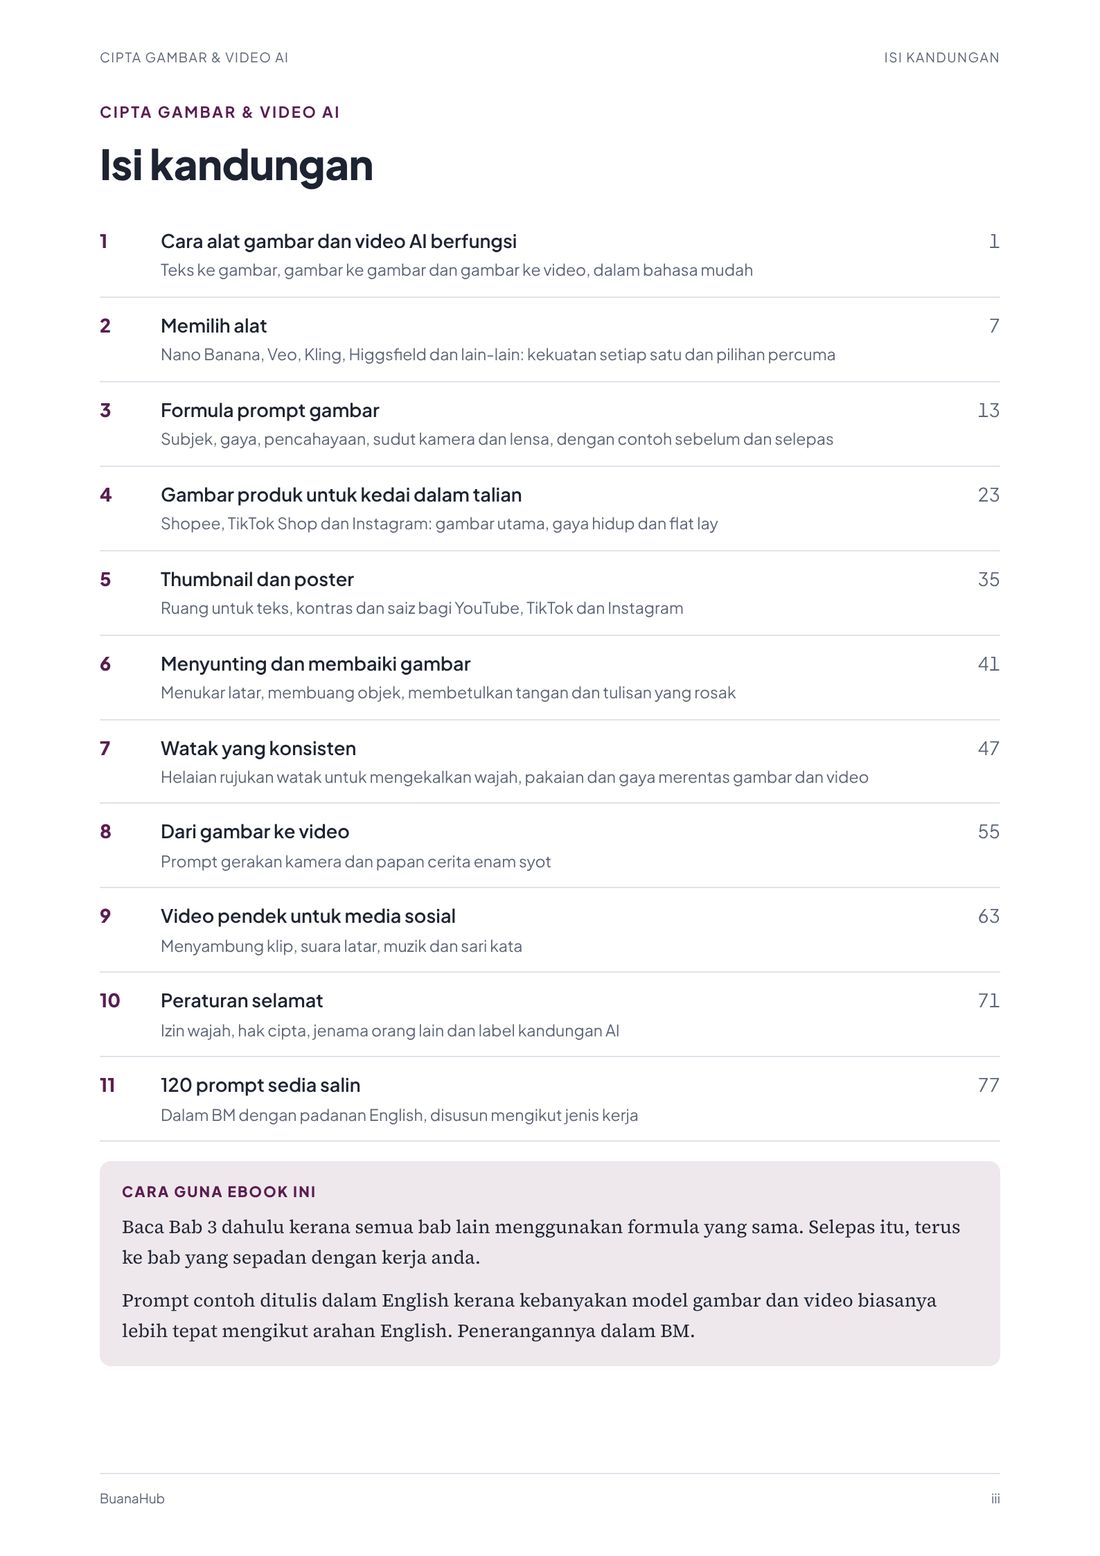 CIPTA GAMBAR & VIDEO AI
ISI KANDUNGAN
CIPTA GAMBAR & VIDEO AI
Isi kandungan
1 Cara alat gambar dan video AI berfungsi 1
Teks ke gambar, gambar ke gambar dan gambar ke video, dalam bahasa mudah
2 Memilih alat 7
Nano Banana, Veo, Kling, Higgsfield dan lain-lain: kekuatan setiap satu dan pilihan percuma
3 Formula prompt gambar 13
Subjek, gaya, pencahayaan, sudut kamera dan lensa, dengan contoh sebelum dan selepas
4 Gambar produk untuk kedai dalam talian 23
Shopee, TikTok Shop dan Instagram: gambar utama, gaya hidup dan flat lay
5 Thumbnail dan poster 35
Ruang untuk teks, kontras dan saiz bagi YouTube, TikTok dan Instagram
6 Menyunting dan membaiki gambar 41
Menukar latar, membuang objek, membetulkan tangan dan tulisan yang rosak
7 Watak yang konsisten 47
Helaian rujukan watak untuk mengekalkan wajah, pakaian dan gaya merentas gambar dan video
8 Dari gambar ke video 55
Prompt gerakan kamera dan papan cerita enam syot
9 Video pendek untuk media sosial 63
Menyambung klip, suara latar, muzik dan sari kata
10 Peraturan selamat 71
Izin wajah, hak cipta, jenama orang lain dan label kandungan AI
11 120 prompt sedia salin 77
Dalam BM dengan padanan English, disusun mengikut jenis kerja
CARA GUNA EBOOK INI
Baca Bab 3 dahulu kerana semua bab lain menggunakan formula yang sama. Selepas itu, terus
ke bab yang sepadan dengan kerja anda.
Prompt contoh ditulis dalam English kerana kebanyakan model gambar dan video biasanya
lebih tepat mengikut arahan English. Penerangannya dalam BM.
BuanaHub
iii